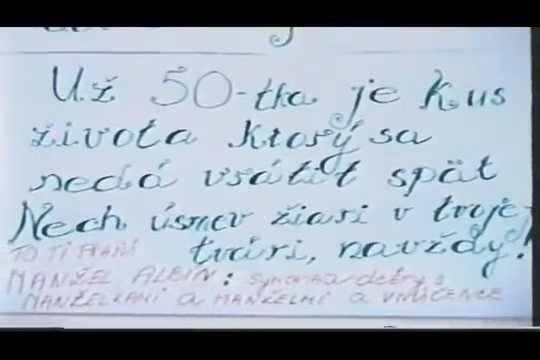 Už 50-tka je kus
života ktorý sa
nedá vrátiť späť
Nech úsmev žiari v tvojej
tvári, navždy!
TO TI PRAJÚ
MANŽEL ALBIN: synovia a dcéry s
MANŽELKAMI a MANŽELMI a VNÚČENCE